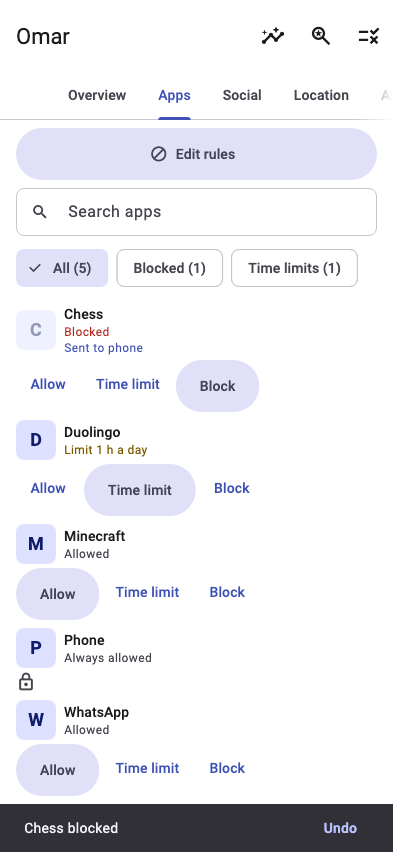 Omar
Overview Apps Social Location A
Edit rules
Search apps
All (5) Blocked (1) Time limits (1)
C
Chess
Blocked
Sent to phone
Allow Time limit Block
D
Duolingo
Limit 1 h a day
Allow Time limit Block
M
Minecraft
Allowed
Allow Time limit Block
P
Phone
Always allowed
W
WhatsApp
Allowed
Allow Time limit Block
Chess blocked Undo